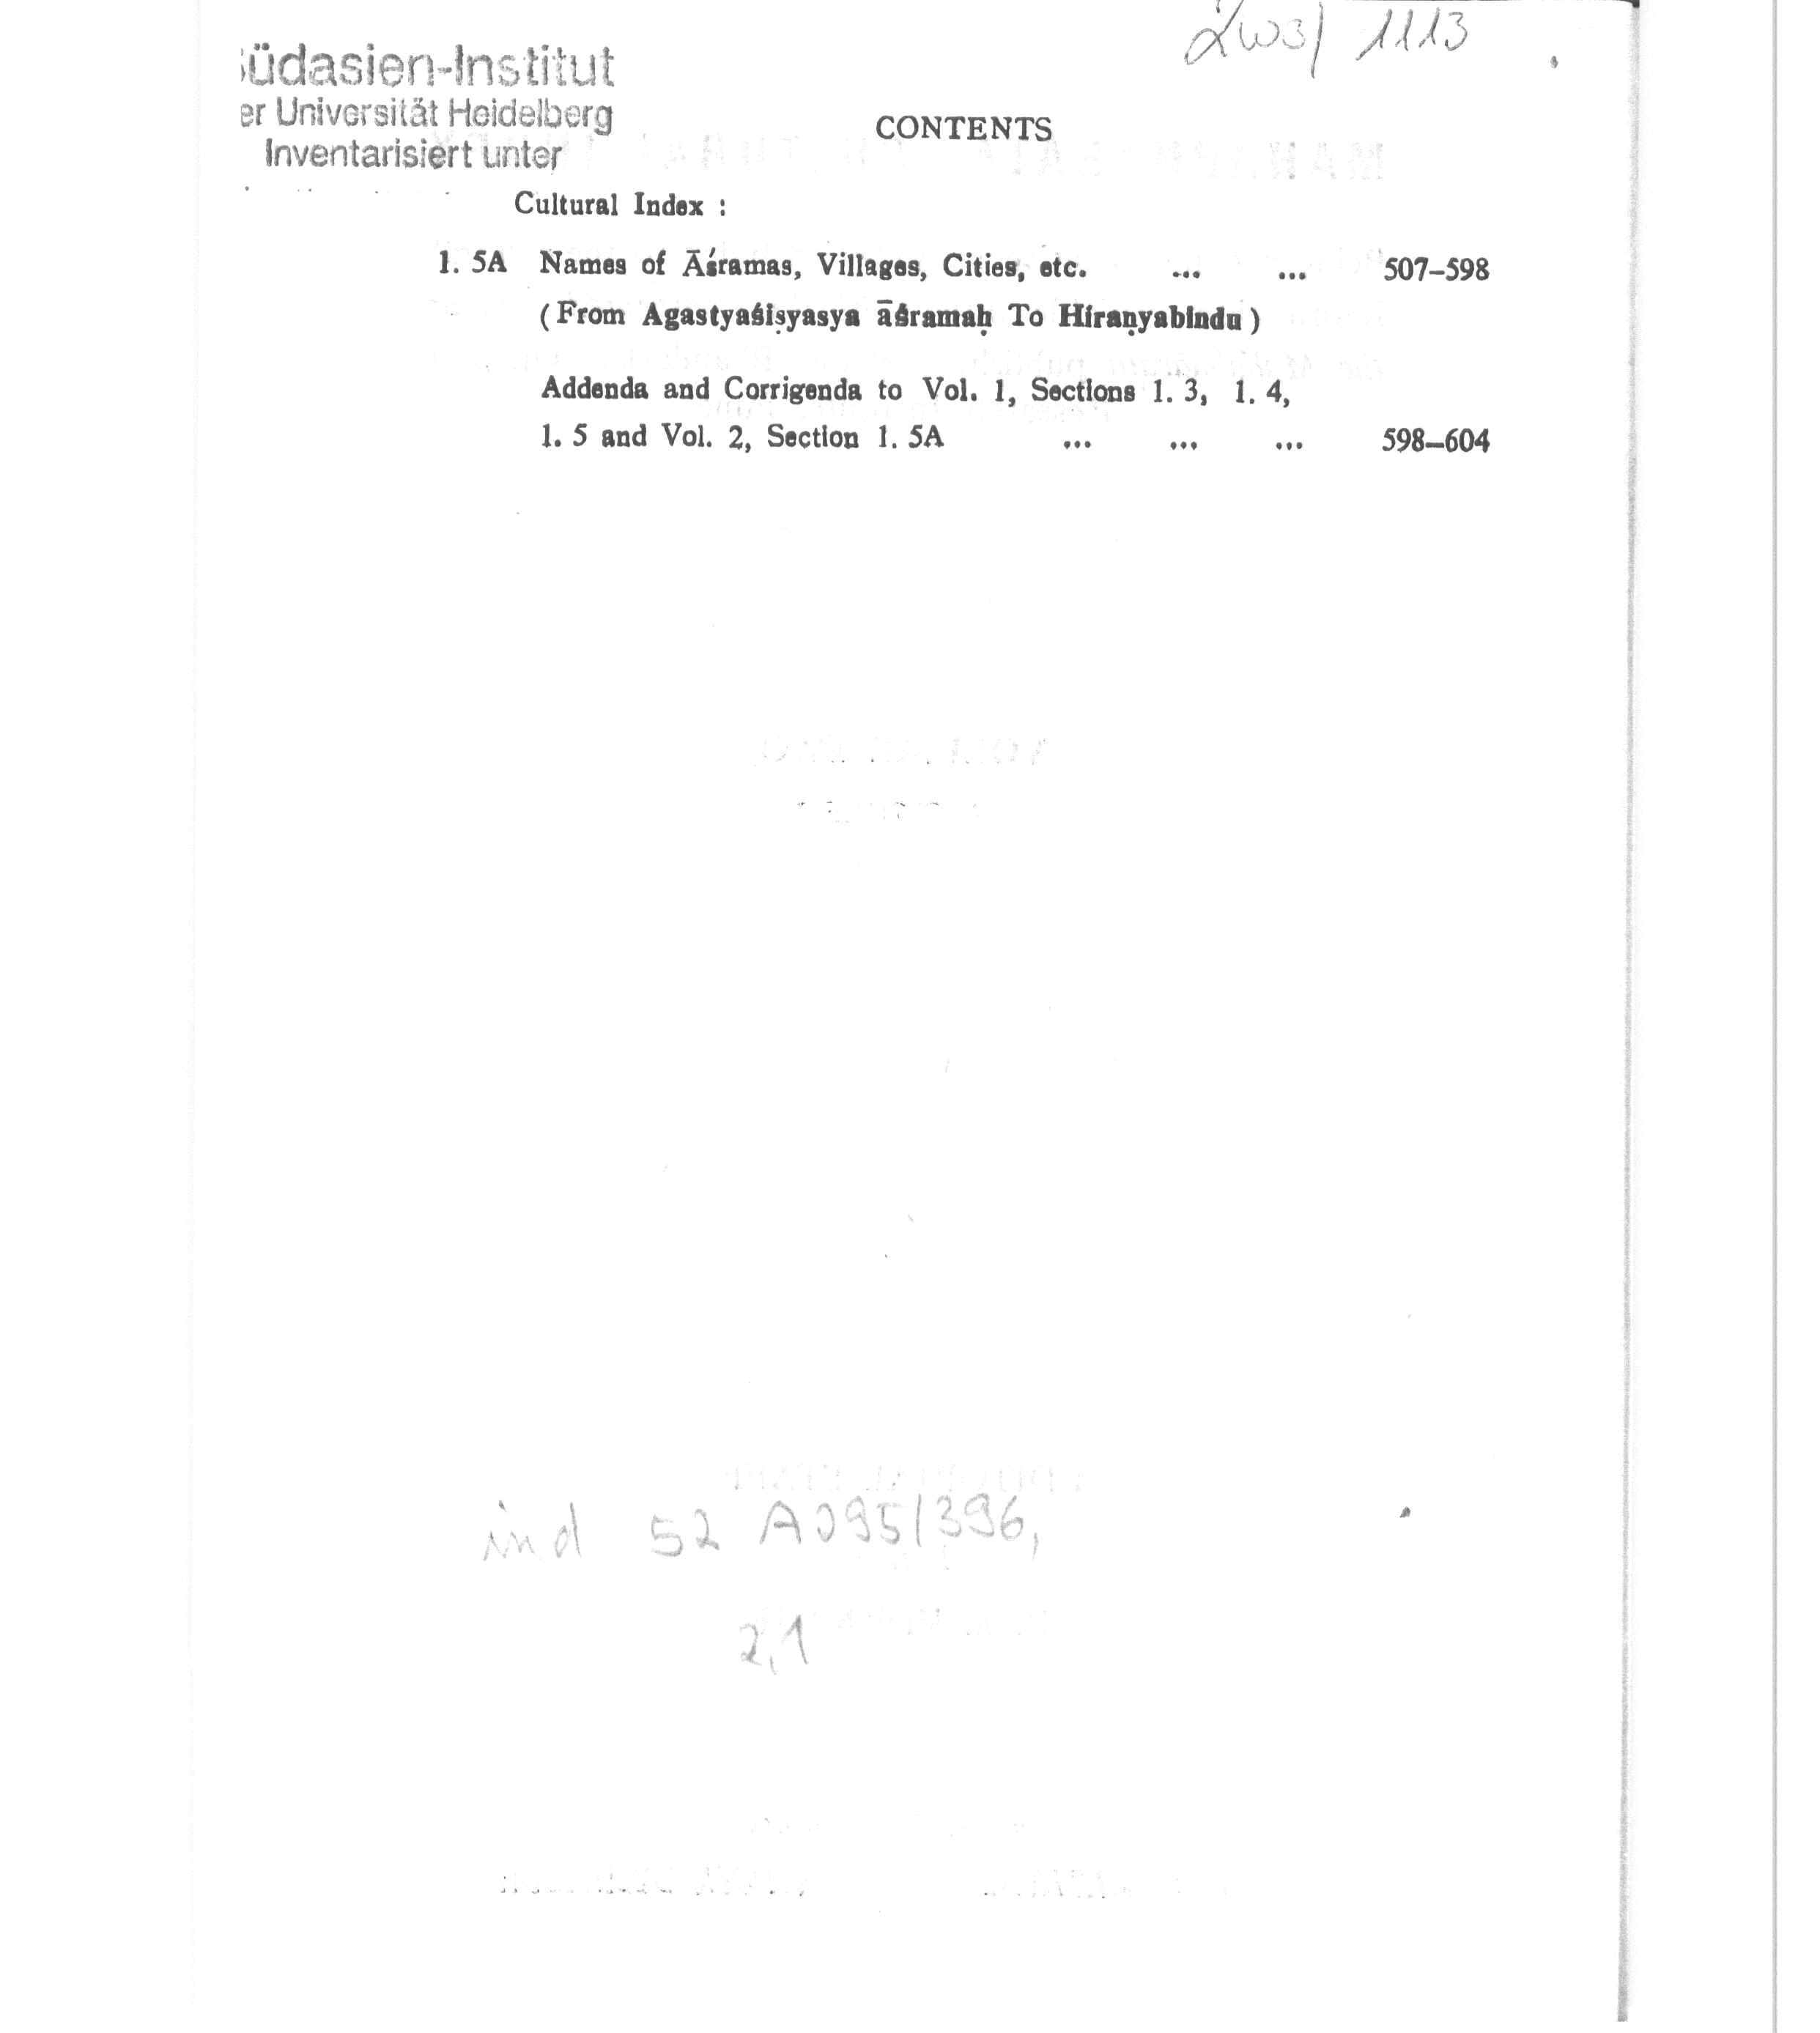 üdasien-Institut
er Universität Heidelberg
Inventarisiert unter
1113
CONTENTS
Cultural Index :
1. 5A Names of Āśramas, Villages, Cities, etc. ... ... 507–598
(From Agastyaśiṣyasya āśramaḥ To Hiraṇyabindu)
Addenda and Corrigenda to Vol. 1, Sections 1. 3, 1. 4,
1. 5 and Vol. 2, Section 1. 5A ... ... ... 598–604
ind 52 A 095/396,
2,1